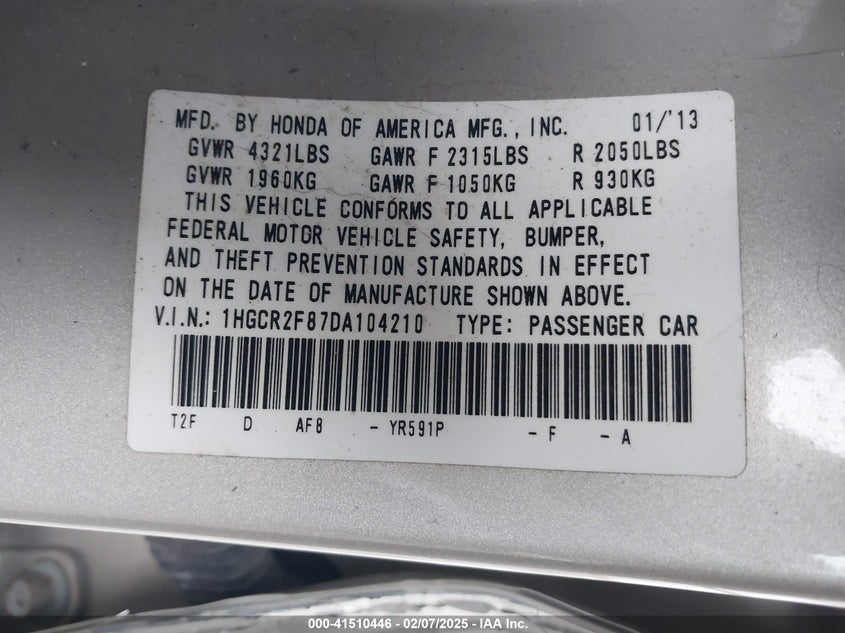 MFD. BY HONDA OF AMERICA MFG., INC. 01/'13
GVWR 4321LBS GAWR F 2315LBS R 2050LBS
GVWR 1960KG GAWR F 1050KG R 930KG
THIS VEHICLE CONFORMS TO ALL APPLICABLE
FEDERAL MOTOR VEHICLE SAFETY, BUMPER,
AND THEFT PREVENTION STANDARDS IN EFFECT
ON THE DATE OF MANUFACTURE SHOWN ABOVE.
V.I.N.: 1HGCR2F87DA104210 TYPE: PASSENGER CAR
T2F D AF8 - YR591P - F - A
000-41510446 - 02/07/2025 - IAA Inc.